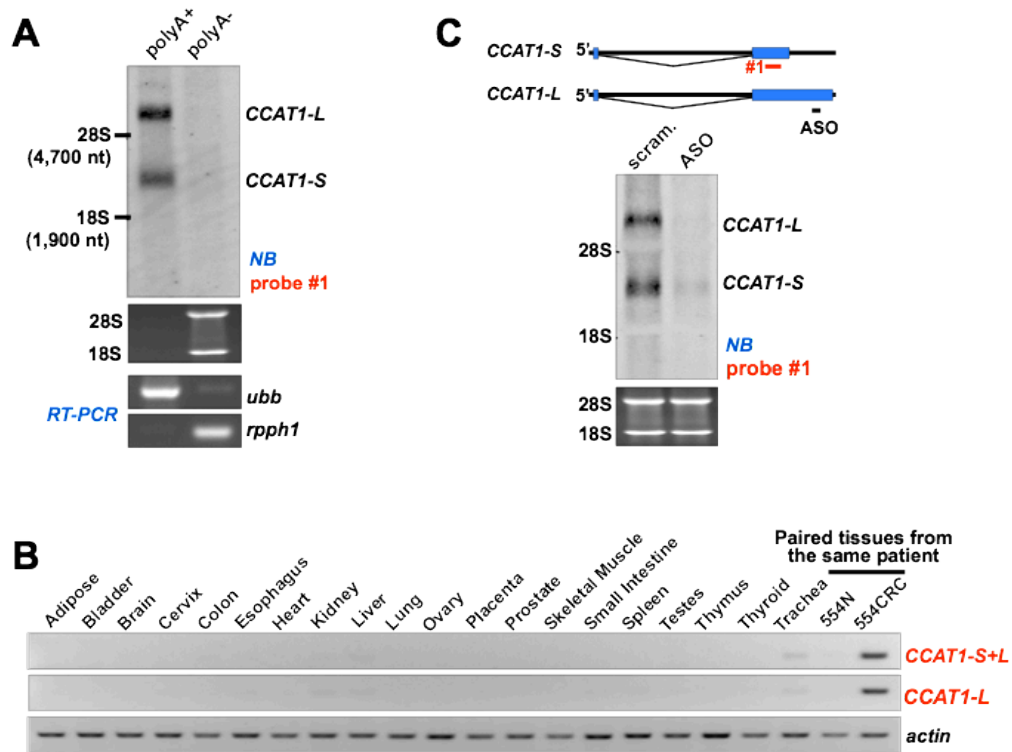 A
polyA+
polyA-
CCAT1-L
28S
(4,700 nt)
CCAT1-S
18S
(1,900 nt)
NB
probe #1
28S
18S
RT-PCR
ubb
rpph1
C
CCAT1-S
5'
#1
CCAT1-L
5'
ASO
scram.
ASO
CCAT1-L
28S
CCAT1-S
18S
NB
probe #1
28S
18S
B
Paired tissues from
the same patient
Adipose
Bladder
Brain
Cervix
Colon
Esophagus
Heart
Kidney
Liver
Lung
Ovary
Placenta
Prostate
Skeletal Muscle
Small Intestine
Spleen
Testes
Thymus
Thyroid
Trachea
554N
554CRC
CCAT1-S+L
CCAT1-L
actin